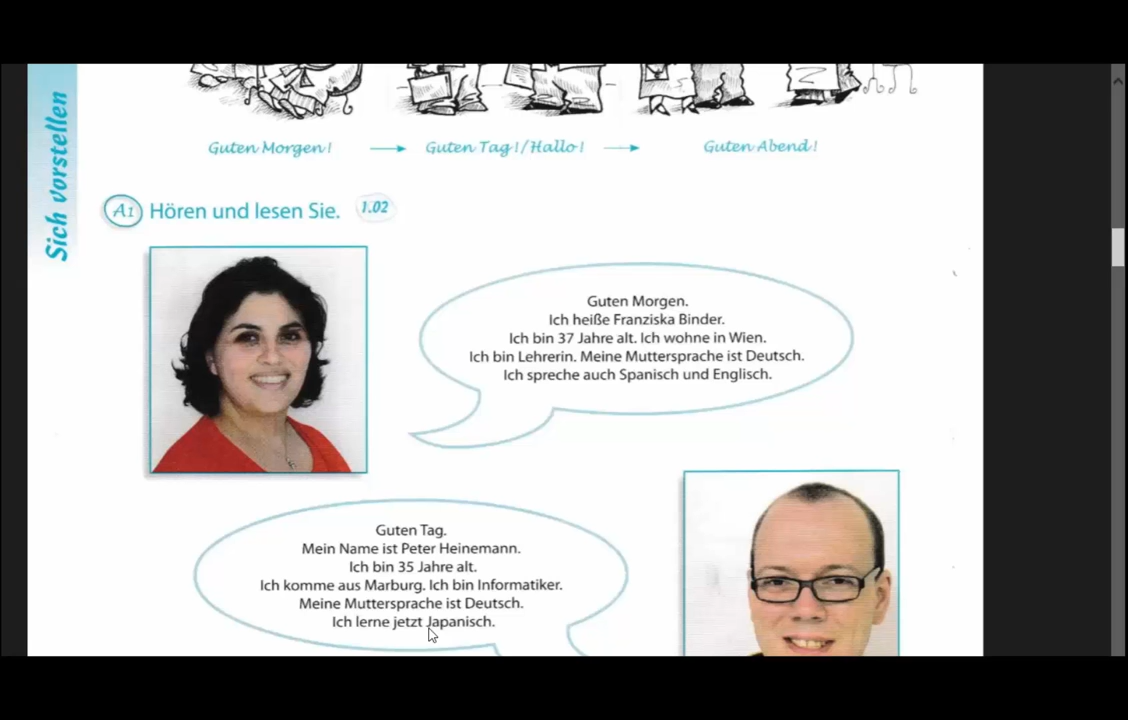 Sich vorstellen
Guten Morgen!
Guten Tag!/Hallo!
Guten Abend!
A1 Hören und lesen Sie. 1.02
Guten Morgen.
Ich heiße Franziska Binder.
Ich bin 37 Jahre alt. Ich wohne in Wien.
Ich bin Lehrerin. Meine Muttersprache ist Deutsch.
Ich spreche auch Spanisch und Englisch.
Guten Tag.
Mein Name ist Peter Heinemann.
Ich bin 35 Jahre alt.
Ich komme aus Marburg. Ich bin Informatiker.
Meine Muttersprache ist Deutsch.
Ich lerne jetzt Japanisch.